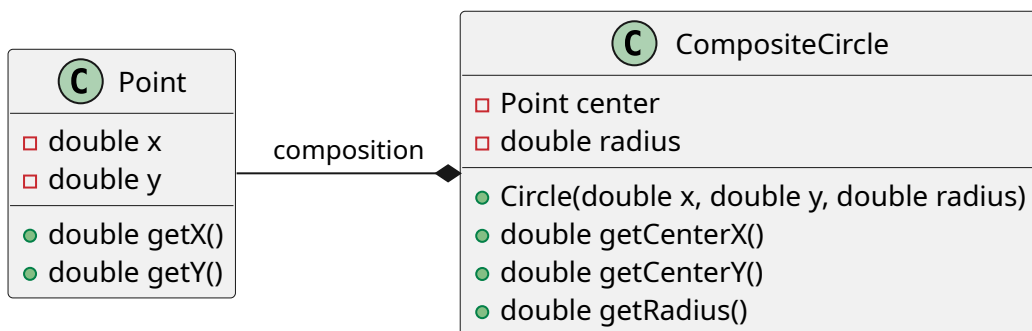 C Point
double x
double y
double getX()
double getY()
composition
C CompositeCircle
Point center
double radius
Circle(double x, double y, double radius)
double getCenterX()
double getCenterY()
double getRadius()